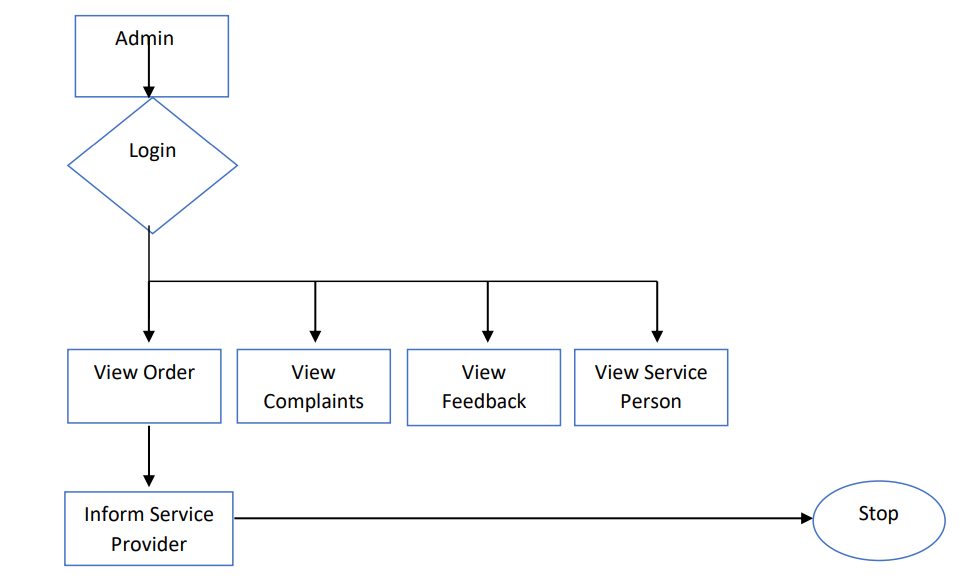 Admin
Login
View Order
View
Complaints
View
Feedback
View Service
Person
Inform Service
Provider
Stop